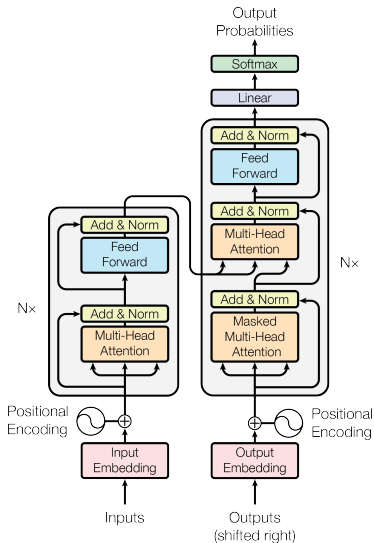 Output
Probabilities
Softmax
Linear
Add & Norm
Feed
Forward
Add & Norm
Multi-Head
Attention
Add & Norm
Masked
Multi-Head
Attention
N×
Add & Norm
Feed
Forward
Add & Norm
Multi-Head
Attention
N×
Positional
Encoding
Positional
Encoding
Input
Embedding
Output
Embedding
Inputs
Outputs
(shifted right)